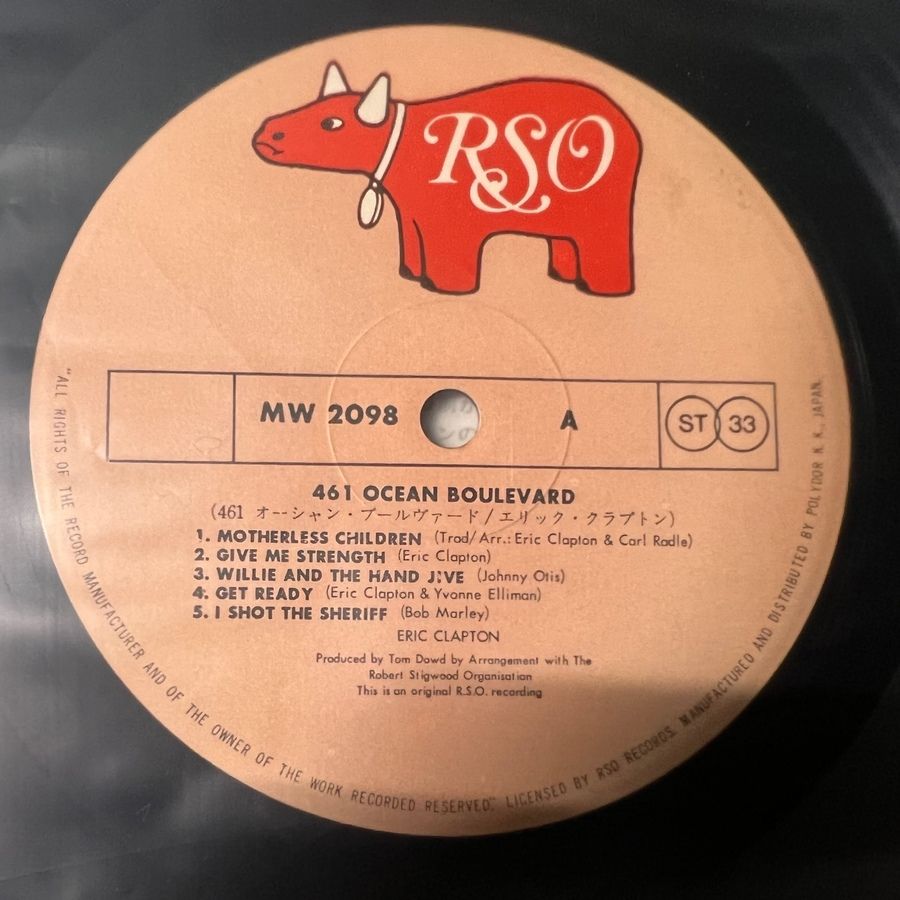 RSO
MW 2098
A
ST 33
461 OCEAN BOULEVARD
(461 オーシャン・ブールヴァード/エリック・クラプトン)
1. MOTHERLESS CHILDREN (Trad/Arr.: Eric Clapton & Carl Radle)
2. GIVE ME STRENGTH (Eric Clapton)
3. WILLIE AND THE HAND JIVE (Johnny Otis)
4. GET READY (Eric Clapton & Yvonne Elliman)
5. I SHOT THE SHERIFF (Bob Marley)
ERIC CLAPTON
Produced by Tom Dowd by Arrangement with The
Robert Stigwood Organisation
This is an original R.S.O. recording
"ALL RIGHTS OF THE RECORD MANUFACTURER AND OF THE OWNER OF THE WORK RECORDED RESERVED." LICENSED BY RSO RECORDS. MANUFACTURED AND DISTRIBUTED BY POLYDOR K.K., JAPAN.